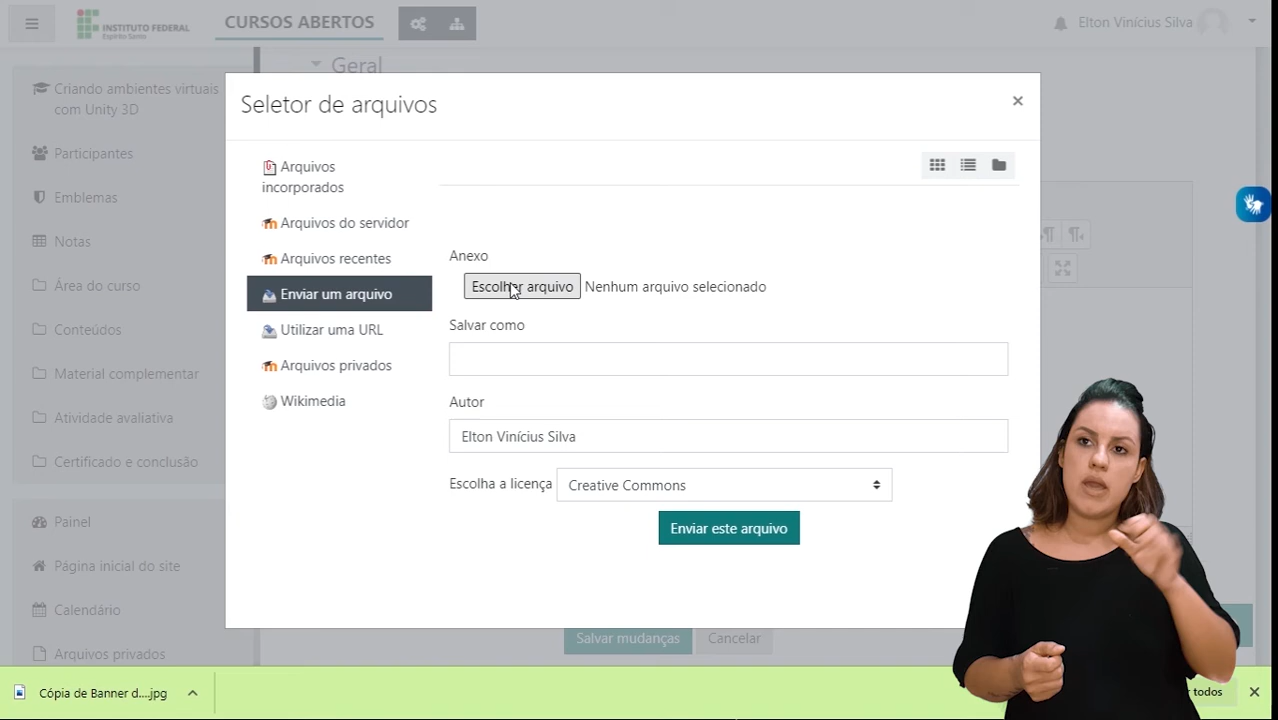 INSTITUTO FEDERAL
Espírito Santo
CURSOS ABERTOS
Elton Vinícius Silva
Geral
Criando ambientes virtuais
com Unity 3D
Participantes
Emblemas
Notas
Área do curso
Conteúdos
Material complementar
Atividade avaliativa
Certificado e conclusão
Painel
Página inicial do site
Calendário
Arquivos privados
Seletor de arquivos
Arquivos
incorporados
Arquivos do servidor
Arquivos recentes
Enviar um arquivo
Utilizar uma URL
Arquivos privados
Wikimedia
Anexo
Escolher arquivo Nenhum arquivo selecionado
Salvar como
Autor
Elton Vinícius Silva
Escolha a licença Creative Commons
Enviar este arquivo
Salvar mudanças Cancelar
Cópia de Banner d....jpg
todos